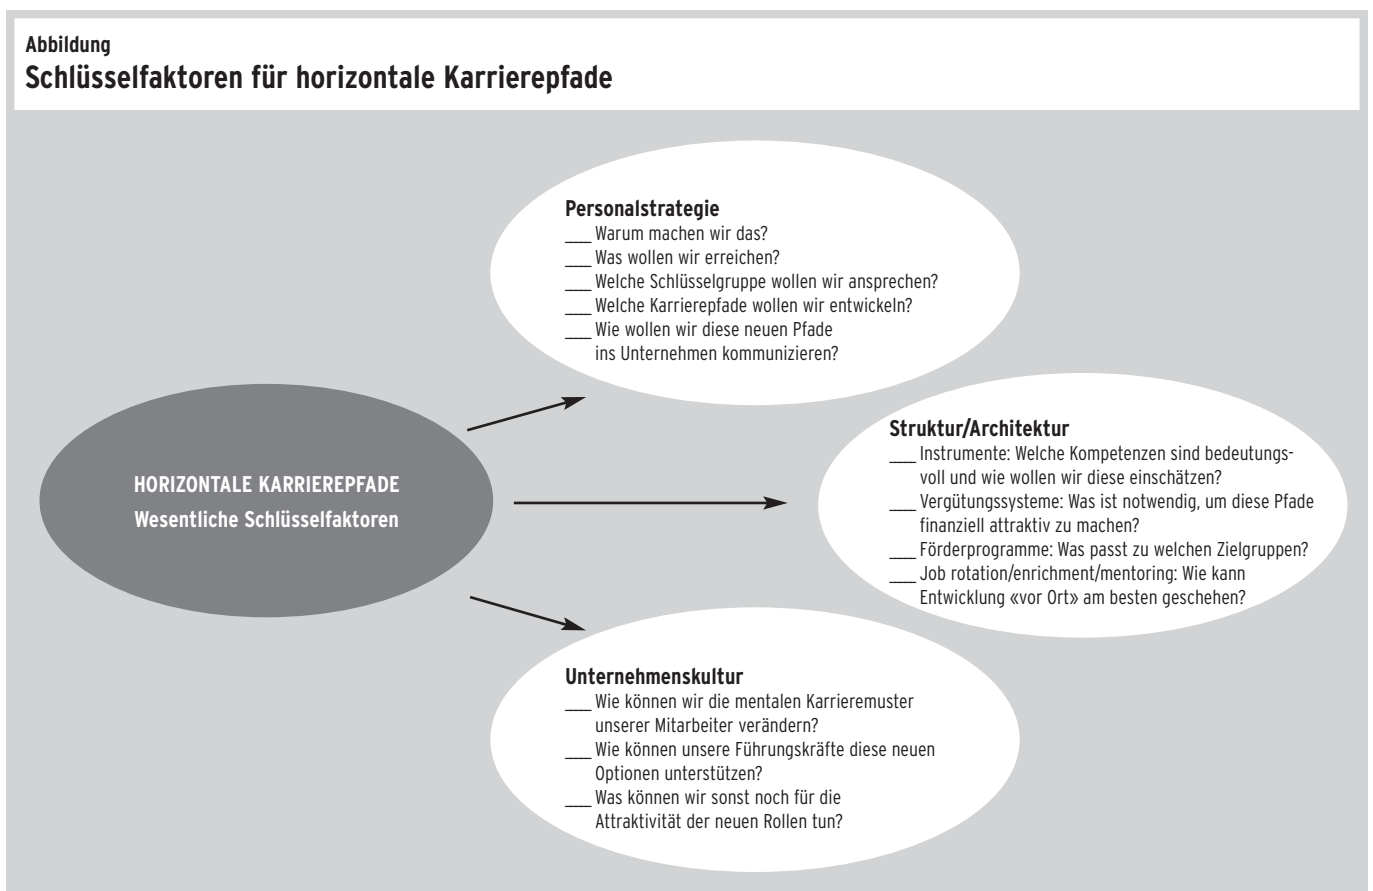 Abbildung
Schlüsselfaktoren für horizontale Karrierepfade
Personalstrategie
___ Warum machen wir das?
___ Was wollen wir erreichen?
___ Welche Schlüsselgruppe wollen wir ansprechen?
___ Welche Karrierepfade wollen wir entwickeln?
___ Wie wollen wir diese neuen Pfade
ins Unternehmen kommunizieren?
HORIZONTALE KARRIEREPFADE
Wesentliche Schlüsselfaktoren
Struktur/Architektur
___ Instrumente: Welche Kompetenzen sind bedeutungs-
voll und wie wollen wir diese einschätzen?
___ Vergütungssysteme: Was ist notwendig, um diese Pfade
finanziell attraktiv zu machen?
___ Förderprogramme: Was passt zu welchen Zielgruppen?
___ Job rotation/enrichment/mentoring: Wie kann
Entwicklung «vor Ort» am besten geschehen?
Unternehmenskultur
___ Wie können wir die mentalen Karrieremuster
unserer Mitarbeiter verändern?
___ Wie können unsere Führungskräfte diese neuen
Optionen unterstützen?
___ Was können wir sonst noch für die
Attraktivität der neuen Rollen tun?